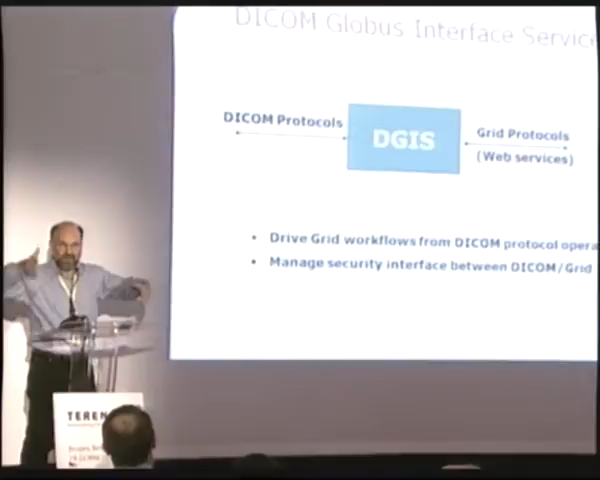 DICOM Globus Interface Service
DICOM Protocols
DGIS
Grid Protocols
(Web services)
• Drive Grid workflows from DICOM protocol opera
• Manage security interface between DICOM/Grid
TEREN